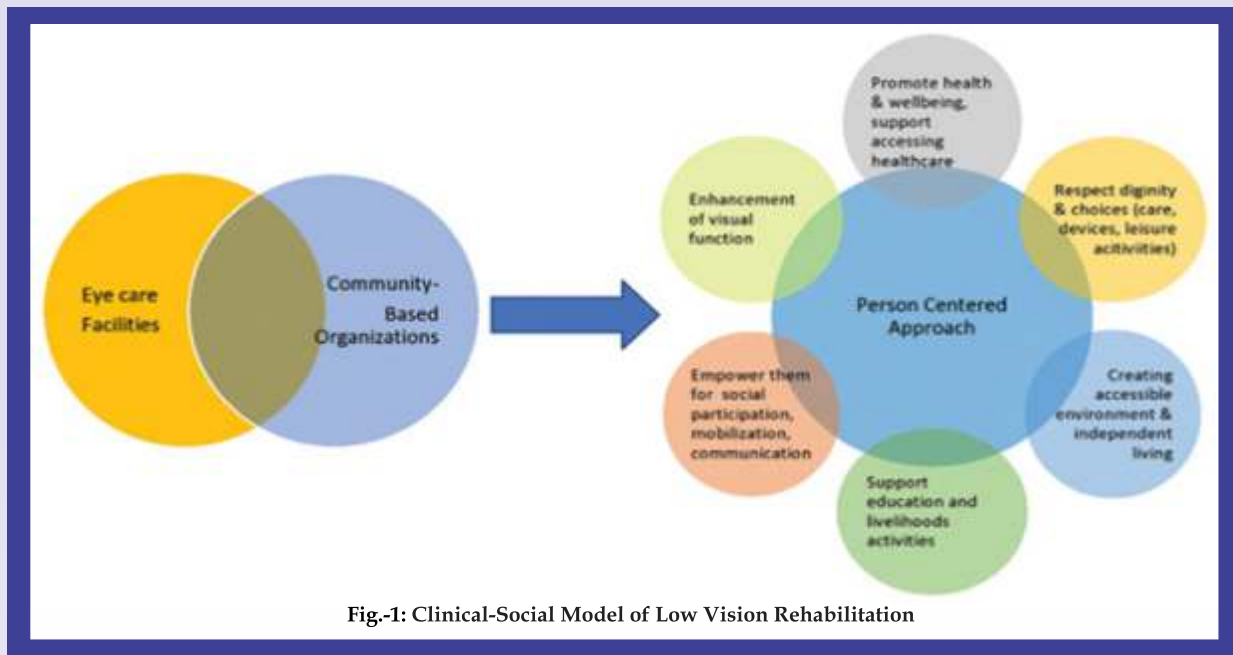 Eye care
Facilities
Community-
Based
Organizations
Promote health
& wellbeing,
support
accessing
healthcare
Enhancement
of visual
function
Respect diginity
& choices (care,
devices, leisure
acitiviities)
Person Centered
Approach
Empower them
for social
participation,
mobilization,
communication
Creating
accessible
environment &
independent
living
Support
education and
livelihoods
activities
Fig.-1: Clinical-Social Model of Low Vision Rehabilitation